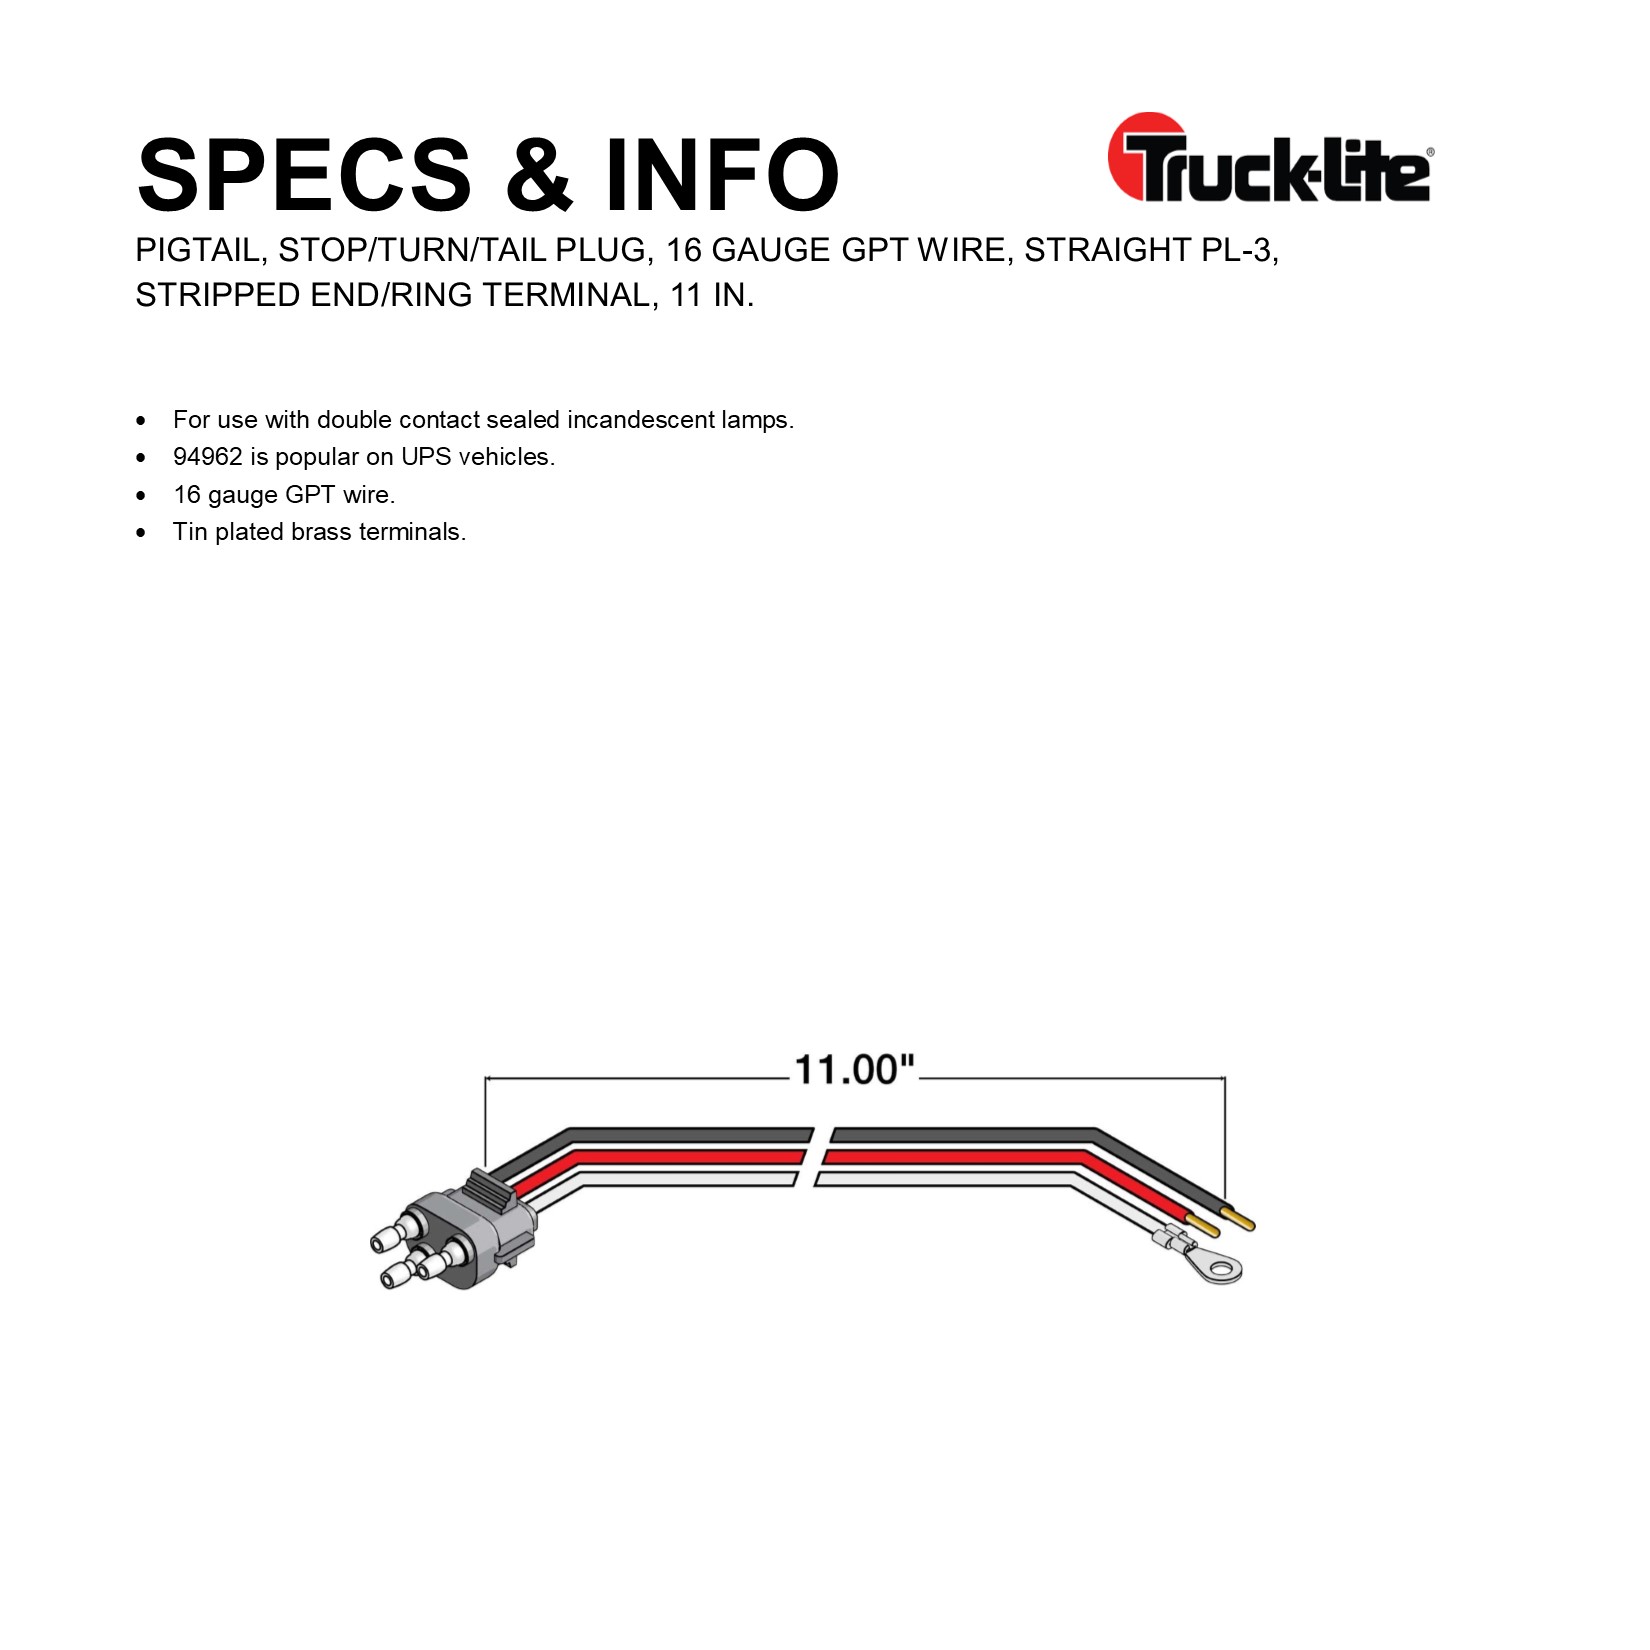 SPECS & INFO
Truck-Lite®
PIGTAIL, STOP/TURN/TAIL PLUG, 16 GAUGE GPT WIRE, STRAIGHT PL-3,
STRIPPED END/RING TERMINAL, 11 IN.
• For use with double contact sealed incandescent lamps.
• 94962 is popular on UPS vehicles.
• 16 gauge GPT wire.
• Tin plated brass terminals.
11.00"